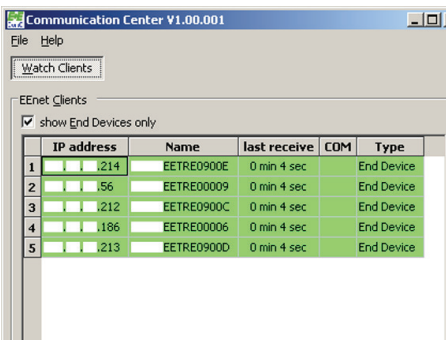 Communication Center V1.00.001
File Help
Watch Clients
EEnet Clients
show End Devices only
IP address Name last receive COM Type
1 . . .214 EETRE0900E 0 min 4 sec End Device
2 . . .56 EETRE00009 0 min 4 sec End Device
3 . . .212 EETRE0900C 0 min 4 sec End Device
4 . . .186 EETRE00006 0 min 4 sec End Device
5 . . .213 EETRE0900D 0 min 4 sec End Device